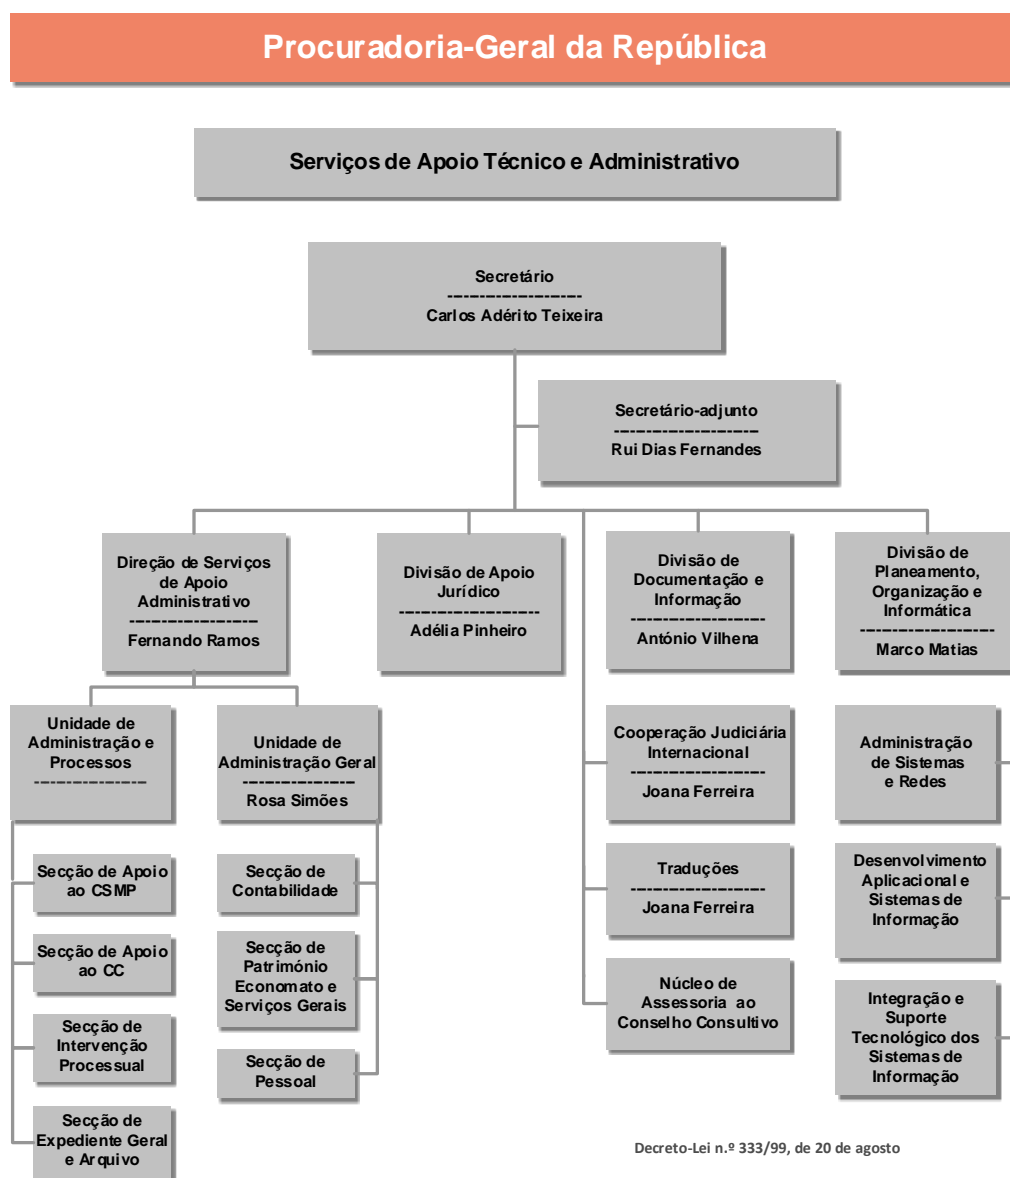 Procuradoria-Geral da República
Serviços de Apoio Técnico e Administrativo
Secretário
-------------------------
Carlos Adérito Teixeira
Secretário-adjunto
---------------------------
Rui Dias Fernandes
Direção de Serviços
de Apoio
Administrativo
------------------------
Fernando Ramos
Divisão de Apoio
Jurídico
--------------------------
Adélia Pinheiro
Divisão de
Documentação e
Informação
-------------------------
António Vilhena
Divisão de
Planeamento,
Organização e
Informática
-------------------------
Marco Matias
Unidade de
Administração e
Processos
---------------------
Unidade de
Administração Geral
---------------------
Rosa Simões
Cooperação Judiciária
Internacional
-------------------------
Joana Ferreira
Administração
de Sistemas
e Redes
Secção de Apoio
ao CSMP
Secção de
Contabilidade
Traduções
-------------------------
Joana Ferreira
Desenvolvimento
Aplicacional e
Sistemas de
Informação
Secção de Apoio
ao CC
Secção de
Património
Economato e
Serviços Gerais
Núcleo de
Assessoria ao
Conselho Consultivo
Integração e
Suporte
Tecnológico dos
Sistemas de
Informação
Secção de
Intervenção
Processual
Secção de
Pessoal
Secção de
Expediente Geral
e Arquivo
Decreto-Lei n.º 333/99, de 20 de agosto